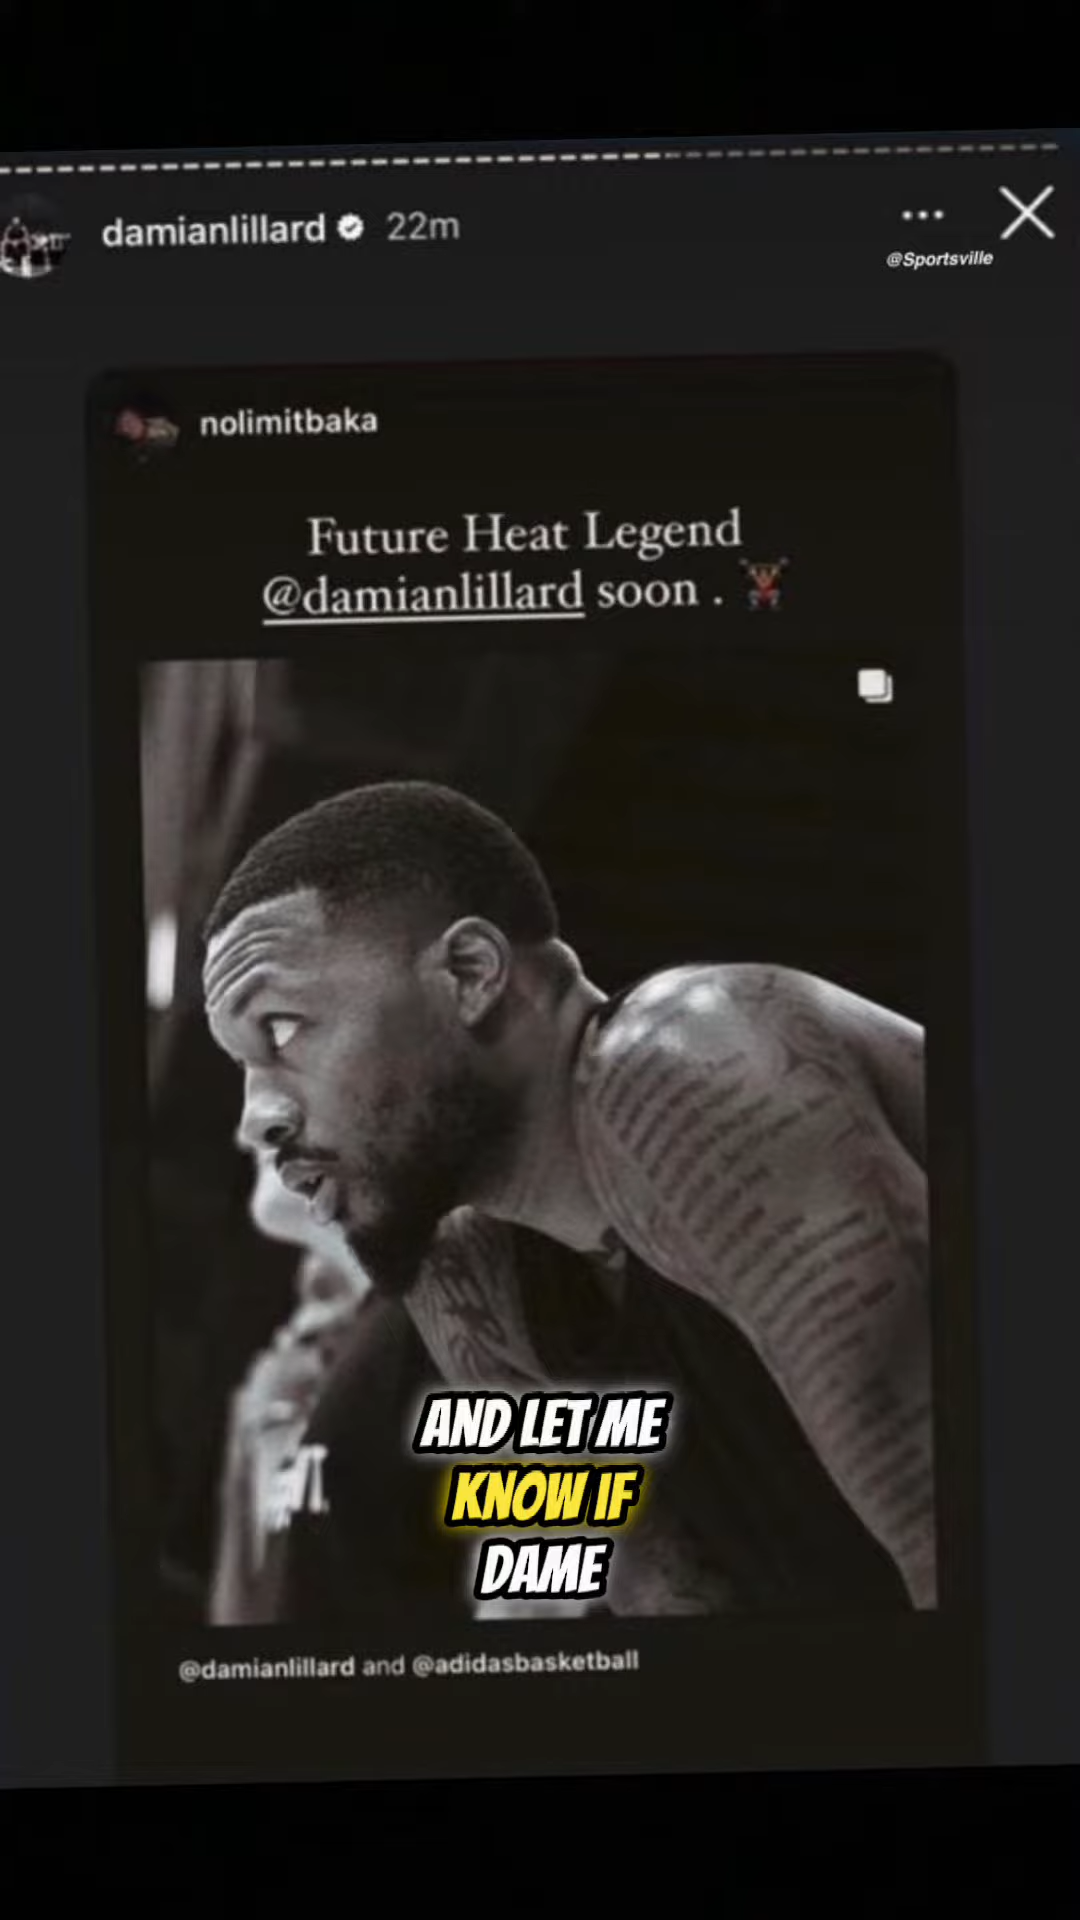 damianlillard 22m
@Sportsville
nolimitbaka
Future Heat Legend
@damianlillard soon .
AND LET ME
KNOW IF
DAME
@damianlillard and @adidasbasketball